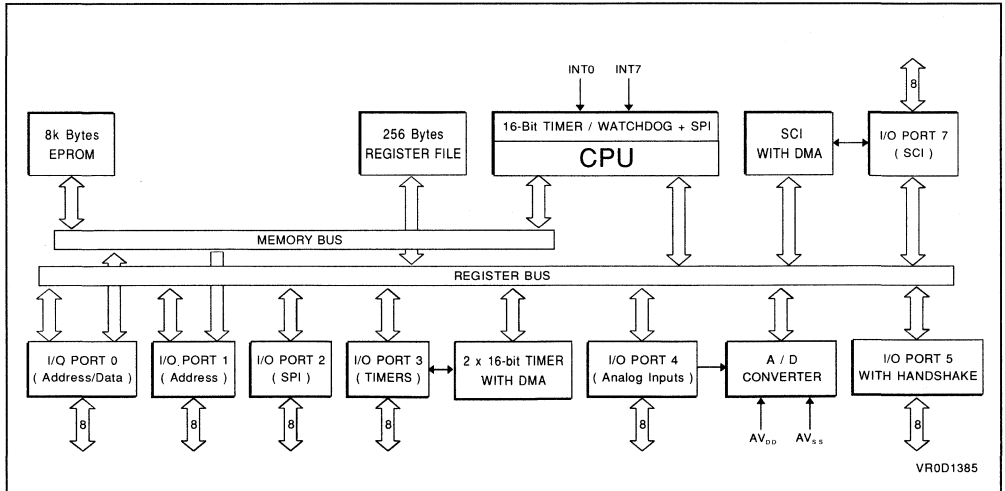 INT0 INT7
8
8k Bytes
EPROM
256 Bytes
REGISTER FILE
16-Bit TIMER / WATCHDOG + SPI
CPU
SCI
WITH DMA
I/O PORT 7
( SCI )
MEMORY BUS
REGISTER BUS
I/O PORT 0
( Address/Data )
I/O PORT 1
( Address )
I/O PORT 2
( SPI )
I/O PORT 3
( TIMERS )
2 x 16-bit TIMER
WITH DMA
I/O PORT 4
( Analog Inputs )
A / D
CONVERTER
I/O PORT 5
WITH HANDSHAKE
8 8 8 8 8 8
AVDD AVSS
VR0D1385